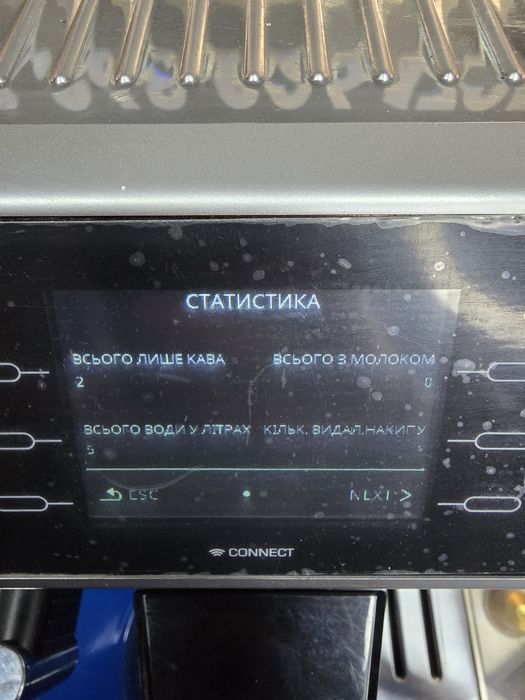 СТАТИСТИКА
ВСЬОГО ЛИШЕ КАВА ВСЬОГО З МОЛОКОМ
2 0
ВСЬОГО ВОДИ У ЛІТРАХ КІЛЬК. ВИДАЛ.НАКИПУ
5
ESC NEXT >
CONNECT